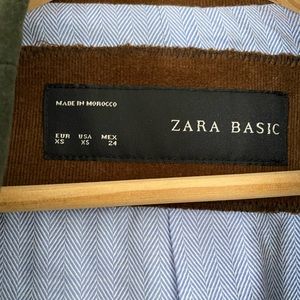 MADE IN MOROCCO
ZARA BASIC
EUR USA MEX
XS XS 24